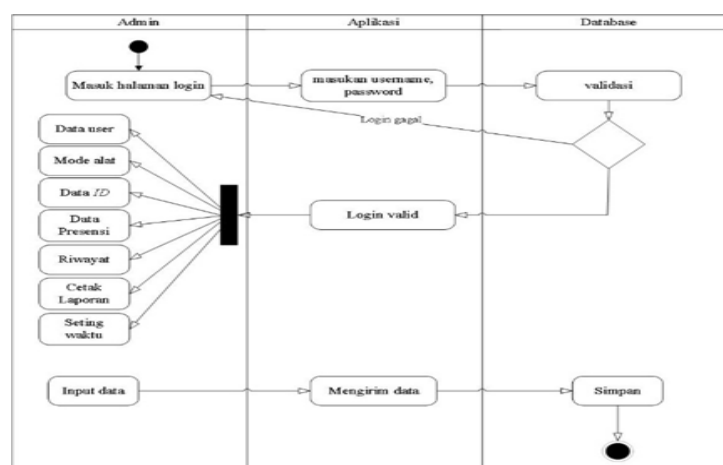 Admin
Aplikasi
Database
Masuk halaman login
masukan username,
password
validasi
Login gagal
Data user
Mode alat
Data ID
Data
Presensi
Riwayat
Cetak
Laporan
Seting
waktu
Login valid
Input data
Mengirim data
Simpan